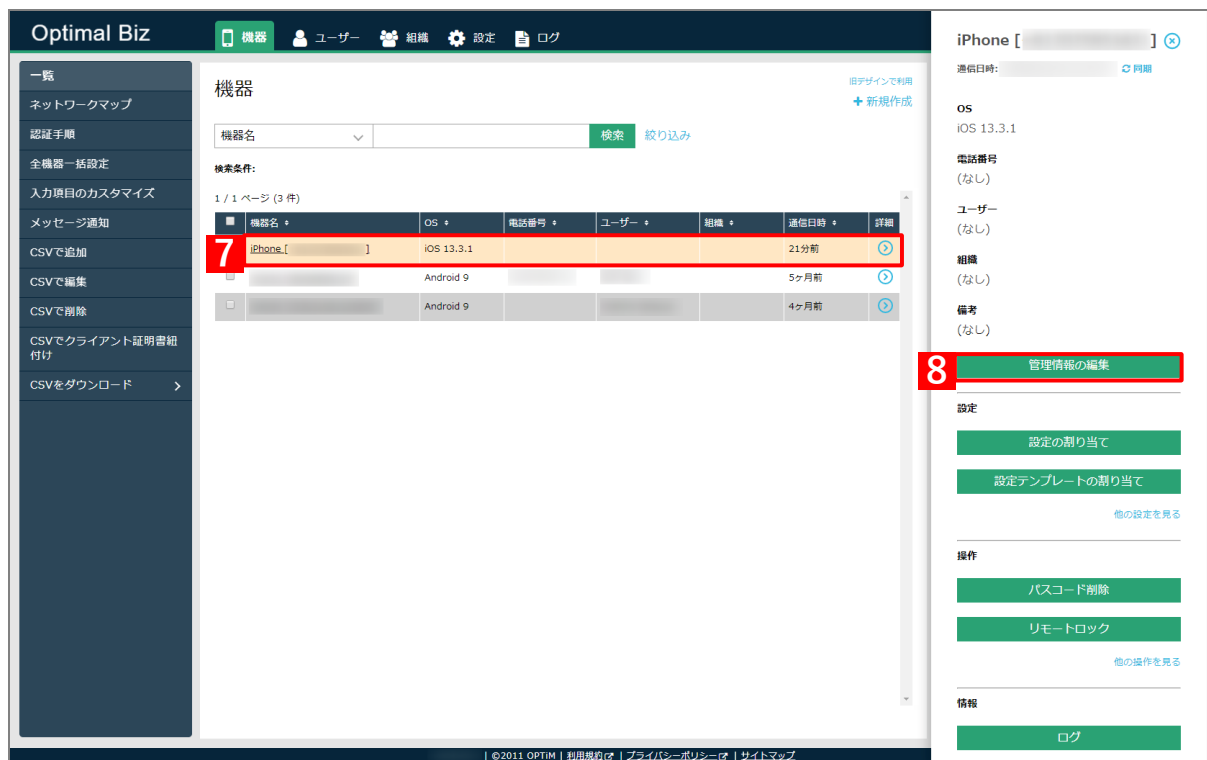 Optimal Biz
機器 ユーザー 組織 設定 ログ
一覧
ネットワークマップ
認証手順
全機器一括設定
入力項目のカスタマイズ
メッセージ通知
CSVで追加
CSVで編集
CSVで削除
CSVでクライアント証明書紐
付け
CSVをダウンロード
機器
旧デザインで利用
+ 新規作成
機器名 検索 絞り込み
検索条件:
1 / 1 ページ (3 件)
機器名 OS 電話番号 ユーザー 組織 通信日時 詳細
7 iPhone [ ] iOS 13.3.1 21分前
Android 9 5ヶ月前
Android 9 4ヶ月前
iPhone [ ]
通信日時: 同期
OS
iOS 13.3.1
電話番号
(なし)
ユーザー
(なし)
組織
(なし)
備考
(なし)
8 管理情報の編集
設定
設定の割り当て
設定テンプレートの割り当て
他の設定を見る
操作
パスコード削除
リモートロック
他の操作を見る
情報
ログ
| ©2011 OPTiM | 利用規約 | プライバシーポリシー | サイトマップ